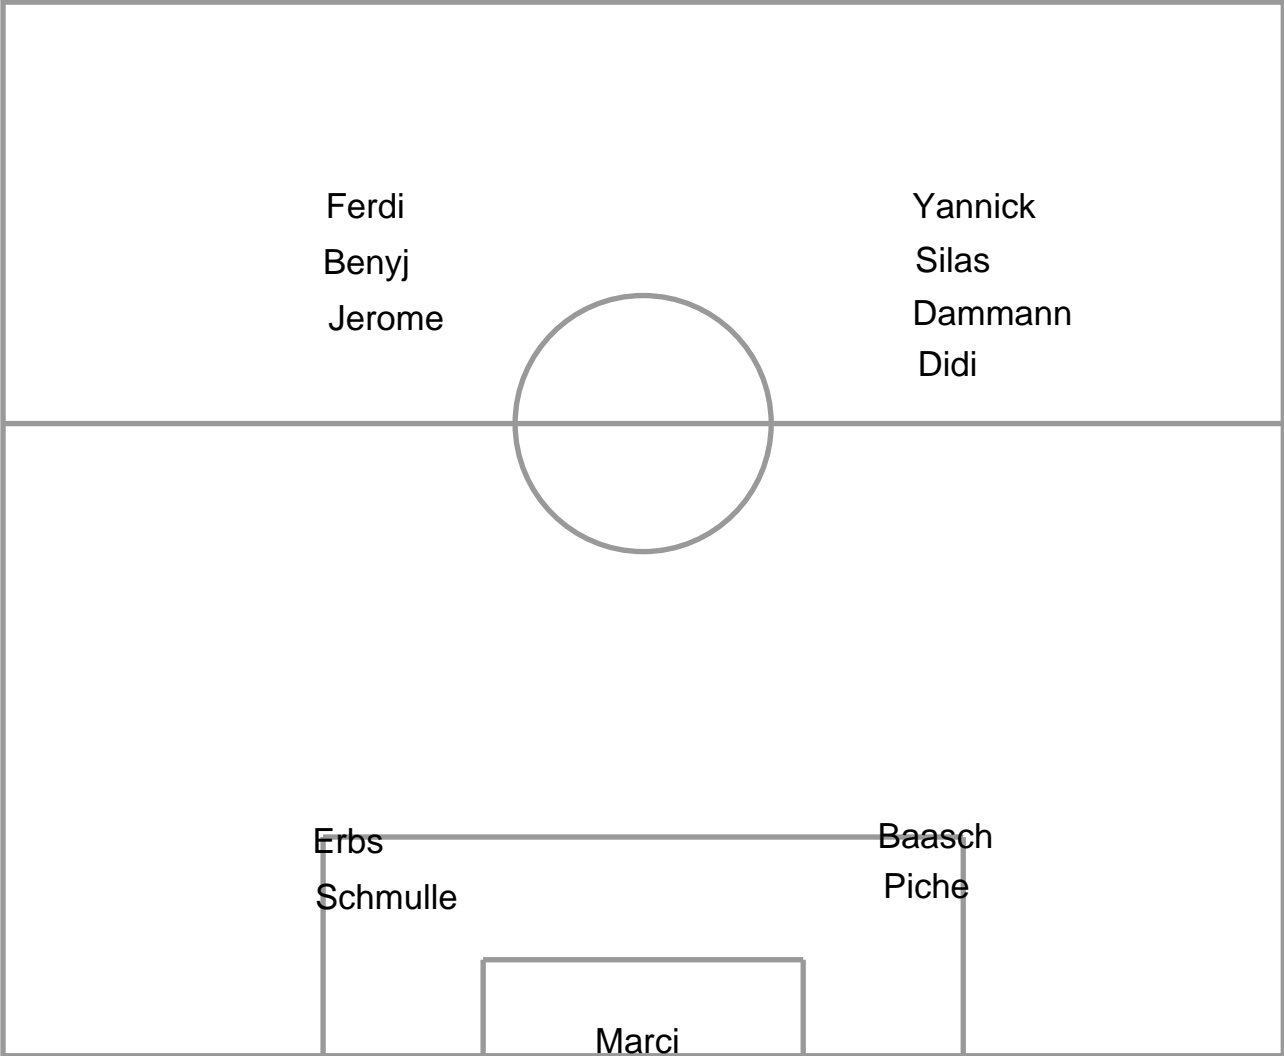 Ferdi
Benyj
Jerome
Yannick
Silas
Dammann
Didi
Erbs
Schmulle
Baasch
Piche
Marci